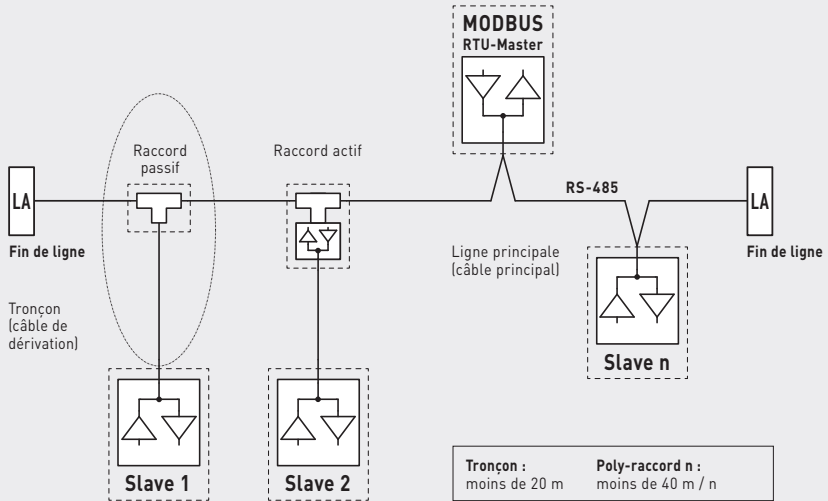 MODBUS
RTU-Master
Raccord
passif
Raccord actif
LA
RS-485
LA
Fin de ligne
Ligne principale
(câble principal)
Fin de ligne
Tronçon
(câble de
dérivation)
Slave n
Slave 1
Slave 2
Tronçon :
moins de 20 m
Poly-raccord n :
moins de 40 m / n